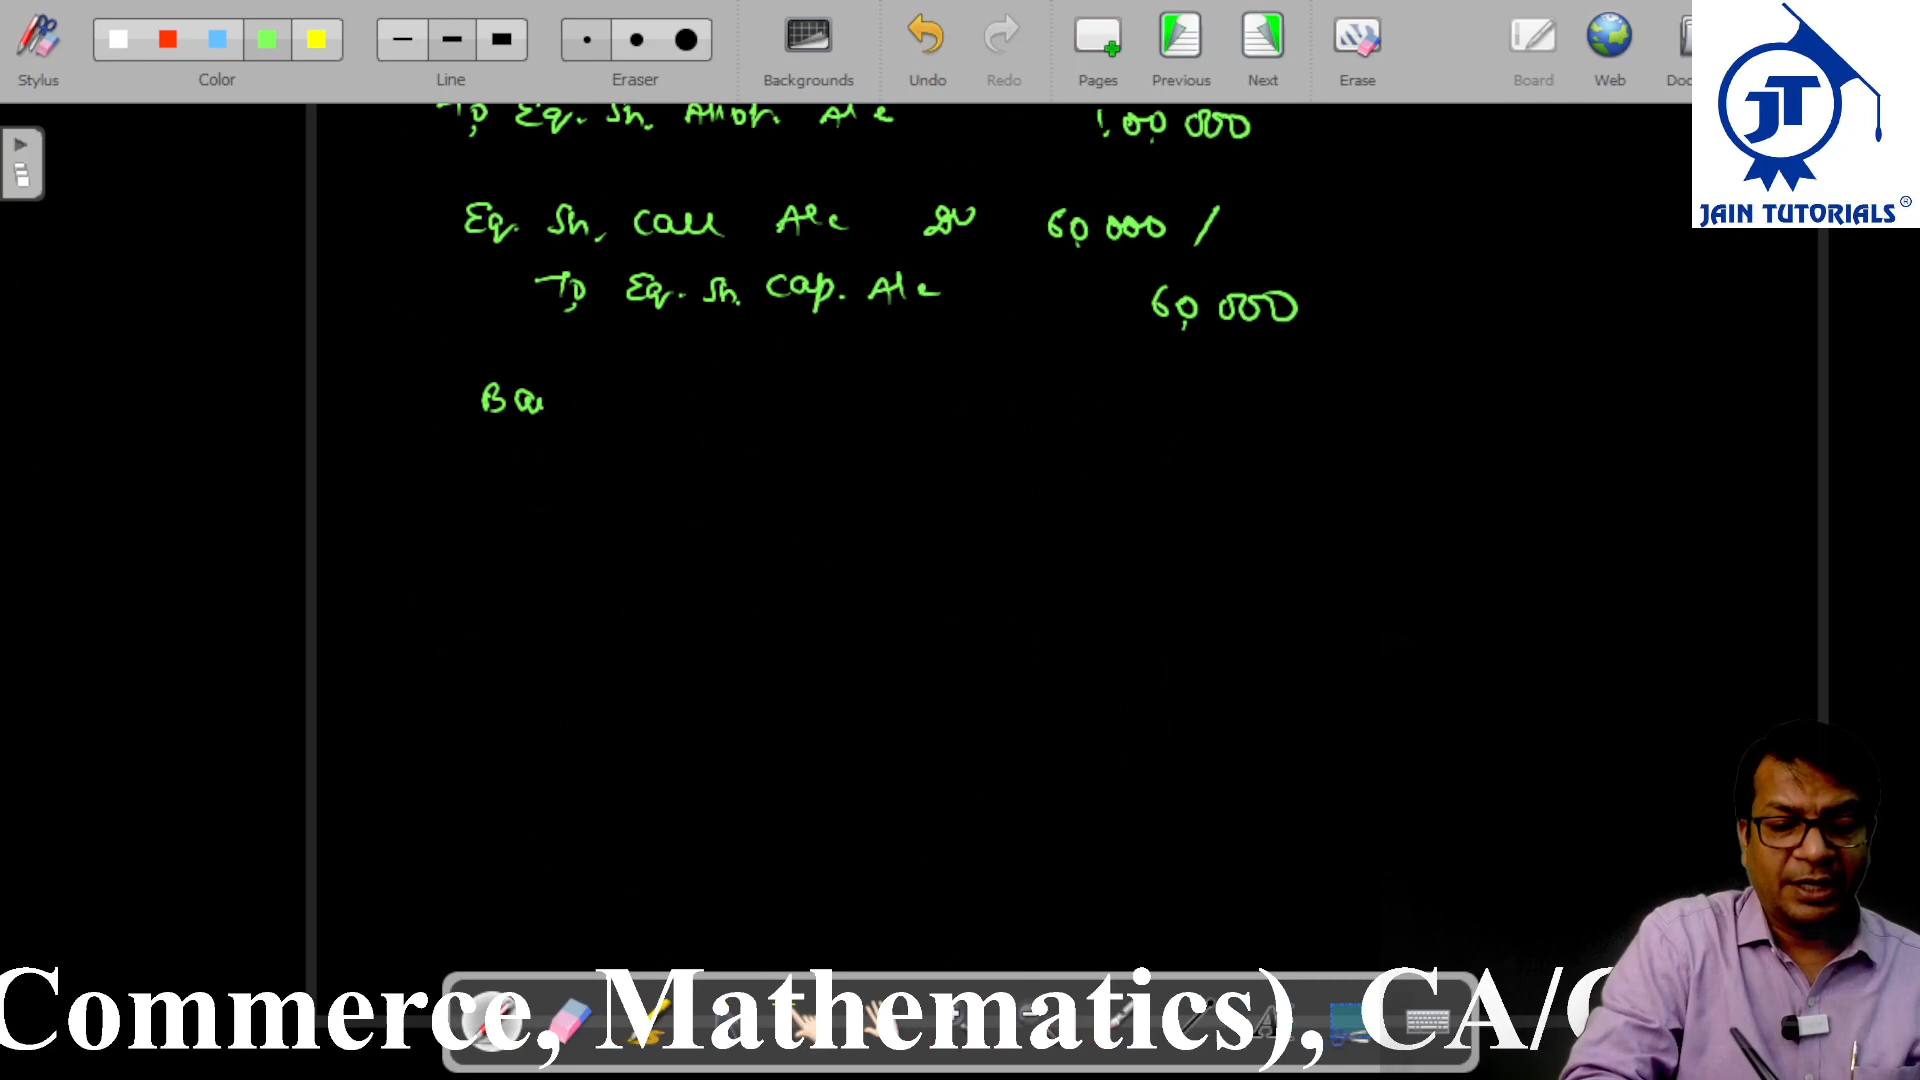 Stylus Color Line Eraser Backgrounds Undo Redo Pages Previous Next Erase Board Web Doc
JT
JAIN TUTORIALS®
To Eq. Sh. Allot. A/c 1,00,000
Eq. Sh. Call A/c Dr 60,000 /
To Eq. Sh. Cap. A/c 60,000
Ba
Commerce, Mathematics), CA/